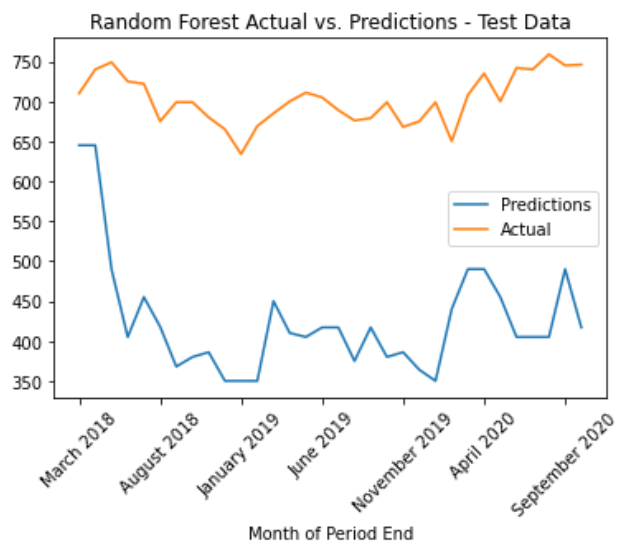 Random Forest Actual vs. Predictions - Test Data
750
700
650
600
550
500
450
400
350
Predictions
Actual
March 2018
August 2018
January 2019
June 2019
November 2019
April 2020
September 2020
Month of Period End